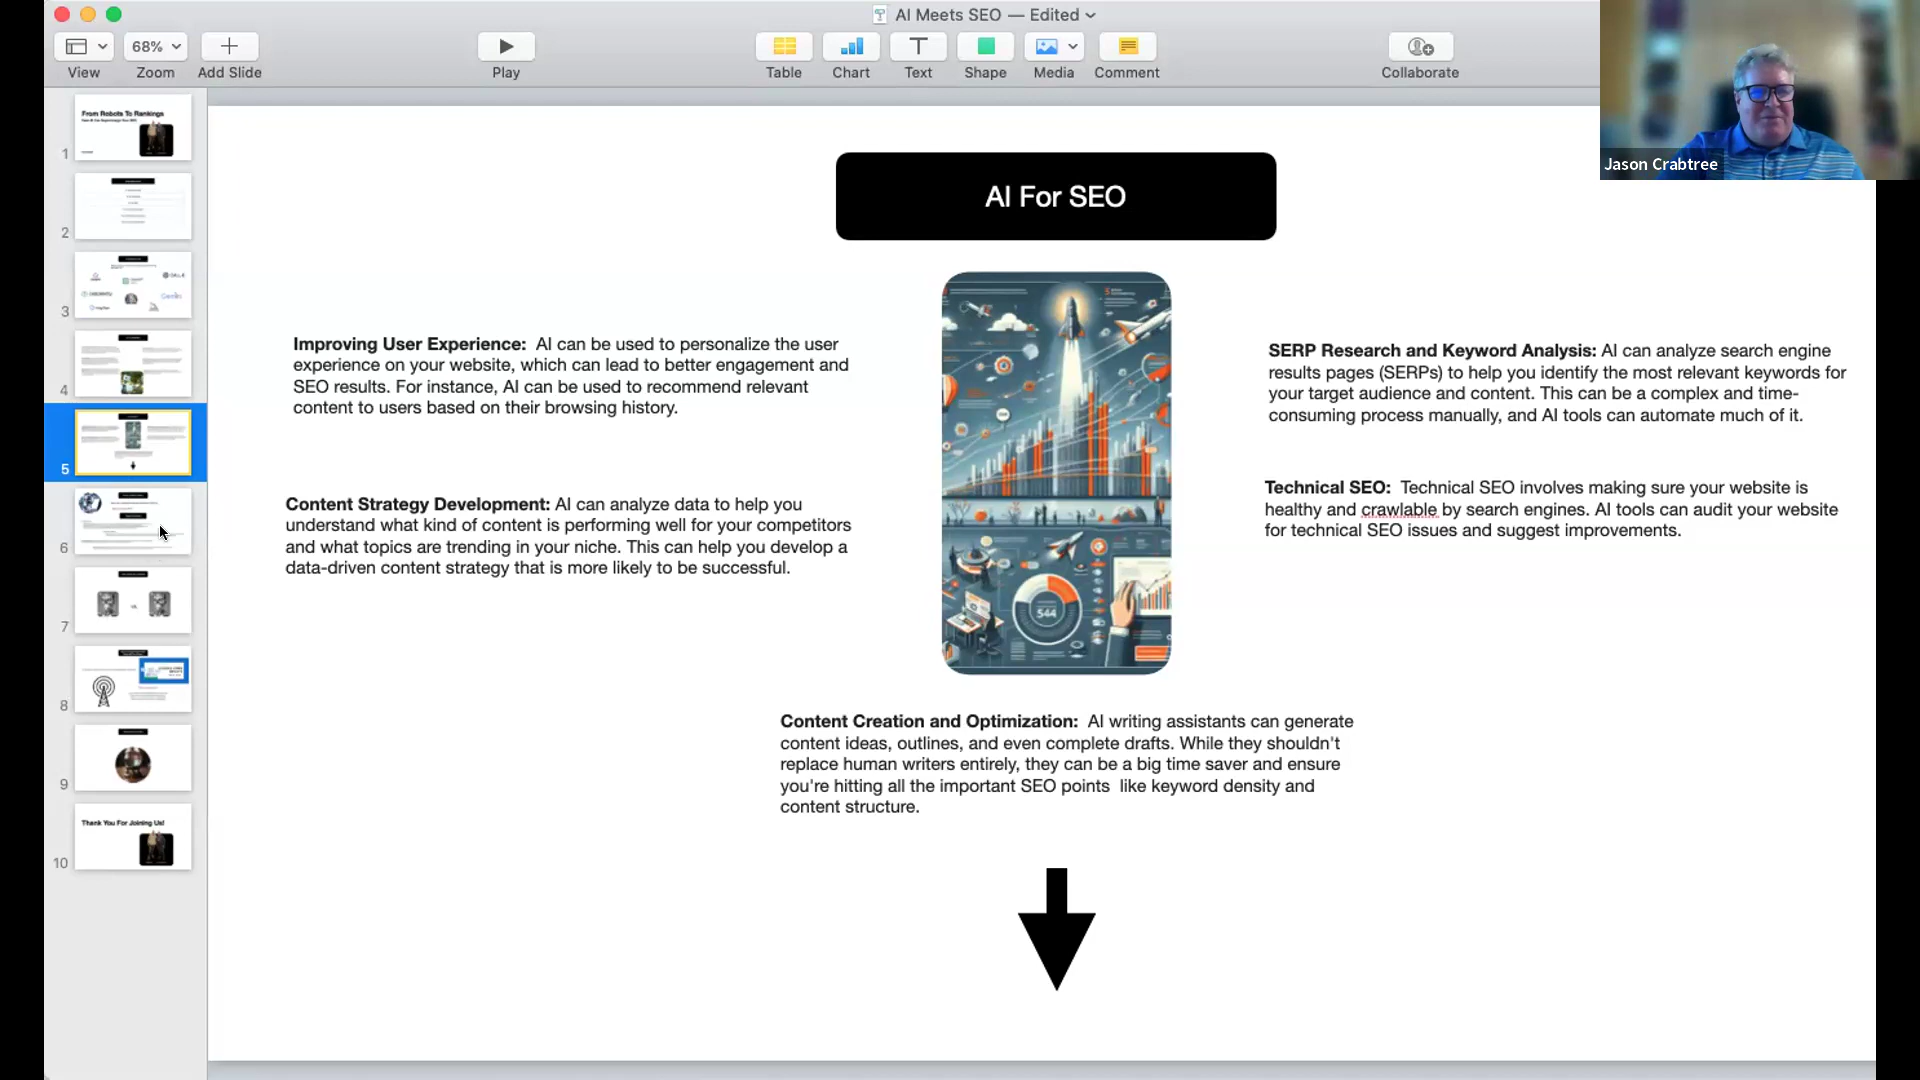 AI Meets SEO — Edited
68%
View
Zoom
Add Slide
Play
Table
Chart
Text
Shape
Media
Comment
Collaborate
Jason Crabtree
From Robots To Rankings
1
2
3
4
5
6
7
8
9
Thank You For Joining Us!
10
AI For SEO
Improving User Experience:  AI can be used to personalize the user
experience on your website, which can lead to better engagement and
SEO results. For instance, AI can be used to recommend relevant
content to users based on their browsing history.
SERP Research and Keyword Analysis: AI can analyze search engine
results pages (SERPs) to help you identify the most relevant keywords for
your target audience and content. This can be a complex and time-
consuming process manually, and AI tools can automate much of it.
Content Strategy Development: AI can analyze data to help you
understand what kind of content is performing well for your competitors
and what topics are trending in your niche. This can help you develop a
data-driven content strategy that is more likely to be successful.
Technical SEO:  Technical SEO involves making sure your website is
healthy and crawlable by search engines. AI tools can audit your website
for technical SEO issues and suggest improvements.
544
Content Creation and Optimization:  AI writing assistants can generate
content ideas, outlines, and even complete drafts. While they shouldn't
replace human writers entirely, they can be a big time saver and ensure
you're hitting all the important SEO points  like keyword density and
content structure.